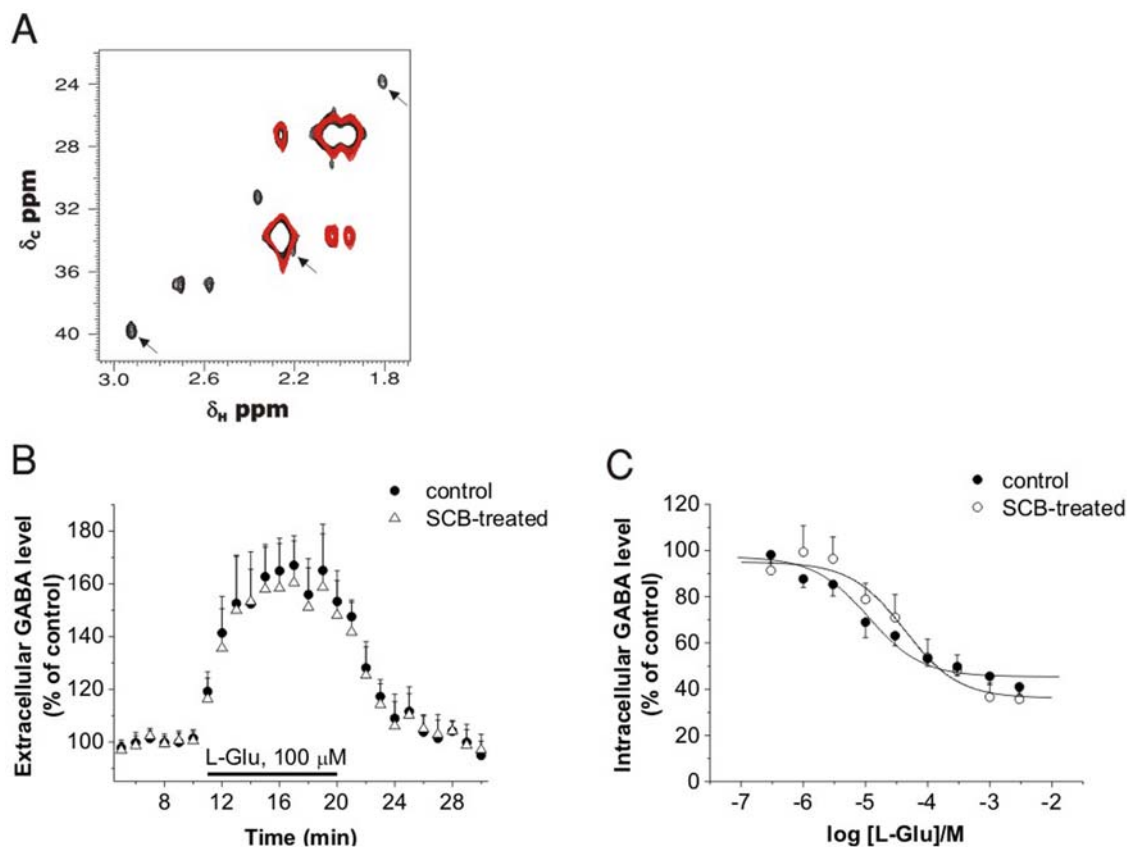 A
24
28
32
36
40
δC ppm
3.0 2.6 2.2 1.8
δH ppm
B
control
SCB-treated
180
160
140
120
100
Extracellular GABA level
(% of control)
L-Glu, 100 μM
8 12 16 20 24 28
Time (min)
C
control
SCB-treated
120
100
80
60
40
20
0
Intracellular GABA level
(% of control)
-7 -6 -5 -4 -3 -2
log [L-Glu]/M